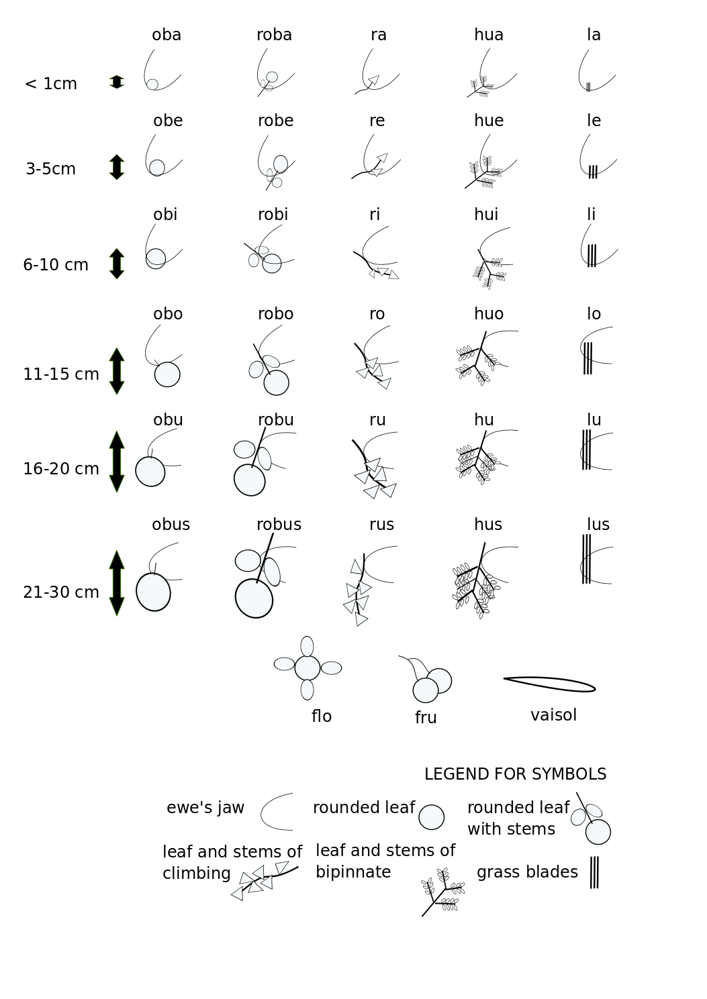 oba roba ra hua la
< 1cm
obe robe re hue le
3-5cm
obi robi ri hui li
6-10 cm
obo robo ro huo lo
11-15 cm
obu robu ru hu lu
16-20 cm
obus robus rus hus lus
21-30 cm
flo fru vaisol
LEGEND FOR SYMBOLS
ewe's jaw
rounded leaf
rounded leaf
with stems
leaf and stems of
climbing
leaf and stems of
bipinnate
grass blades